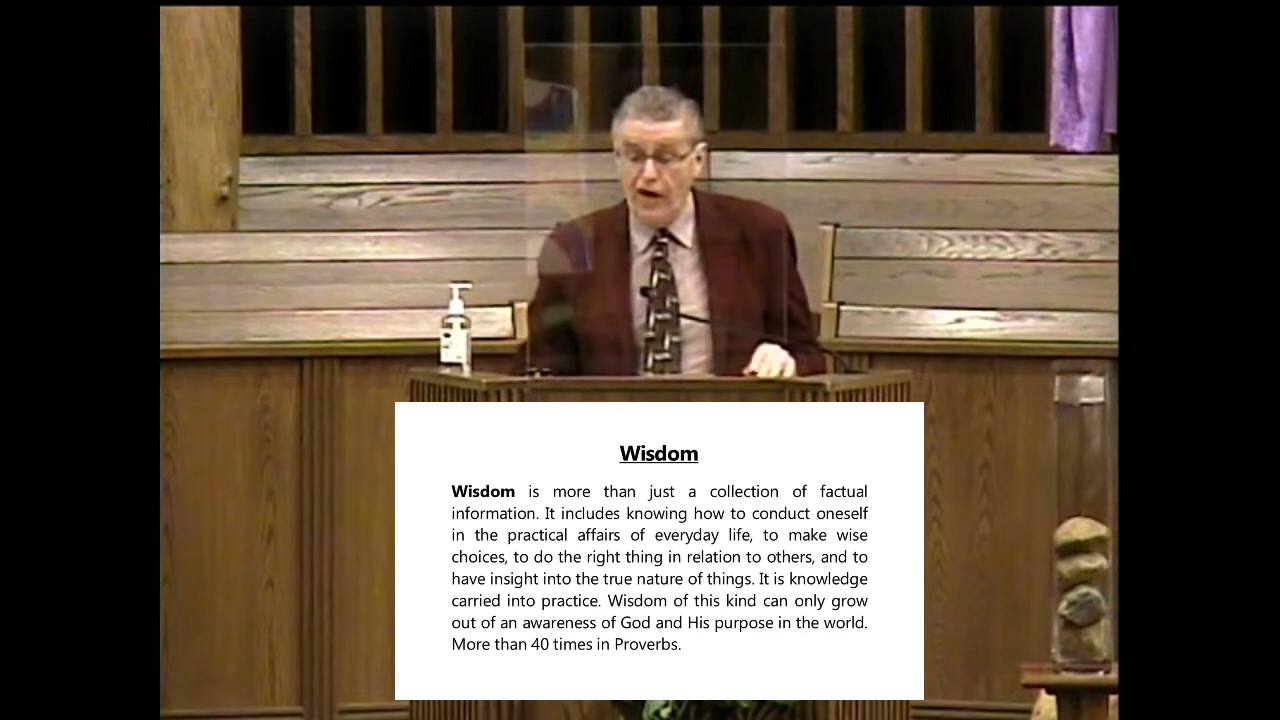 Wisdom
Wisdom is more than just a collection of factual
information. It includes knowing how to conduct oneself
in the practical affairs of everyday life, to make wise
choices, to do the right thing in relation to others, and to
have insight into the true nature of things. It is knowledge
carried into practice. Wisdom of this kind can only grow
out of an awareness of God and His purpose in the world.
More than 40 times in Proverbs.